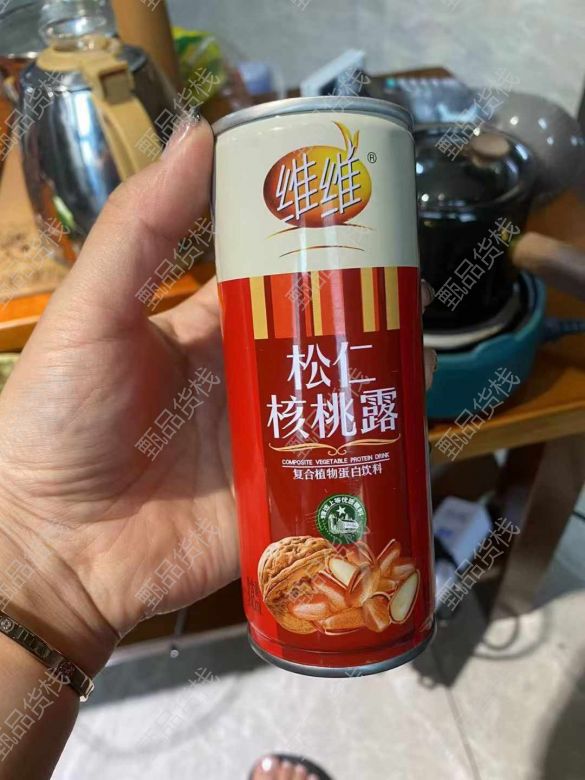 维维®
松仁
核桃露
COMPOSITE VEGETABLE PROTEIN DRINK
复合植物蛋白饮料
甄品货栈